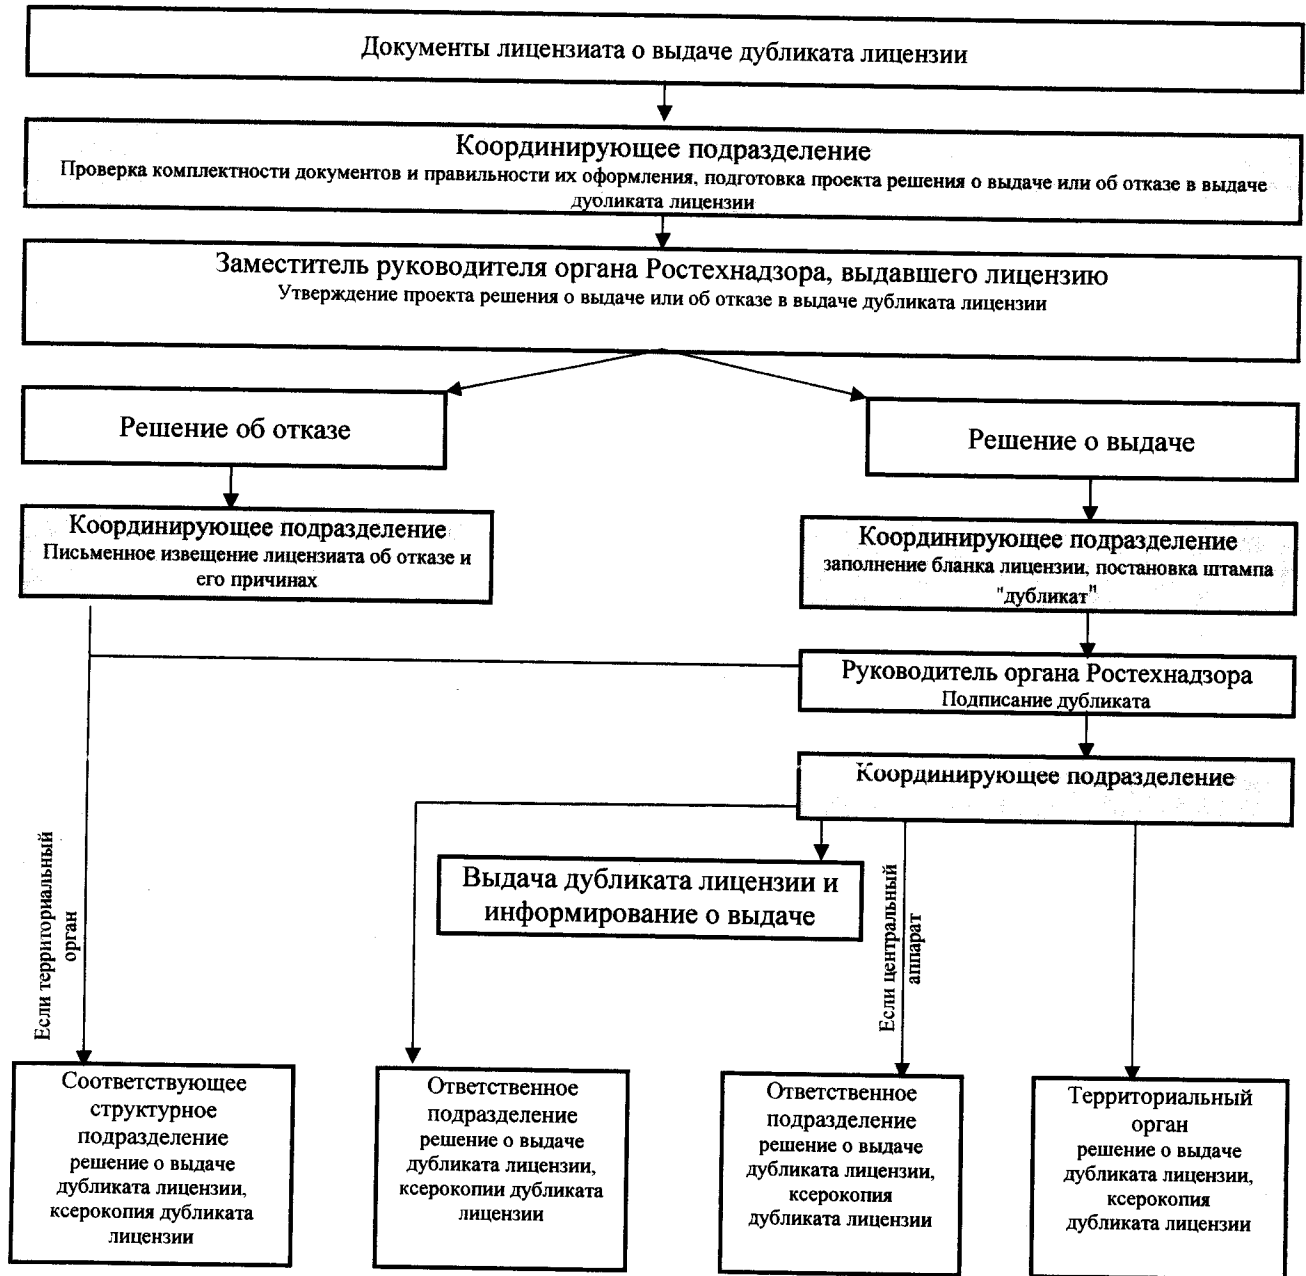 Документы лицензиата о выдаче дубликата лицензии
Координирующее подразделение
Проверка комплектности документов и правильности их оформления, подготовка проекта решения о выдаче или об отказе в выдаче
дубликата лицензии
Заместитель руководителя органа Ростехнадзора, выдавшего лицензию
Утверждение проекта решения о выдаче или об отказе в выдаче дубликата лицензии
Решение об отказе
Решение о выдаче
Координирующее подразделение
Письменное извещение лицензиата об отказе и
его причинах
Координирующее подразделение
заполнение бланка лицензии, постановка штампа
"дубликат"
Руководитель органа Ростехнадзора
Подписание дубликата
Координирующее подразделение
Выдача дубликата лицензии и
информирование о выдаче
Если территориальный
орган
Если центральный
аппарат
Соответствующее
структурное
подразделение
решение о выдаче
дубликата лицензии,
ксерокопия дубликата
лицензии
Ответственное
подразделение
решение о выдаче
дубликата лицензии,
ксерокопии дубликата
лицензии
Ответственное
подразделение
решение о выдаче
дубликата лицензии,
ксерокопия
дубликата лицензии
Территориальный
орган
решение о выдаче
дубликата лицензии,
ксерокопия
дубликата лицензии